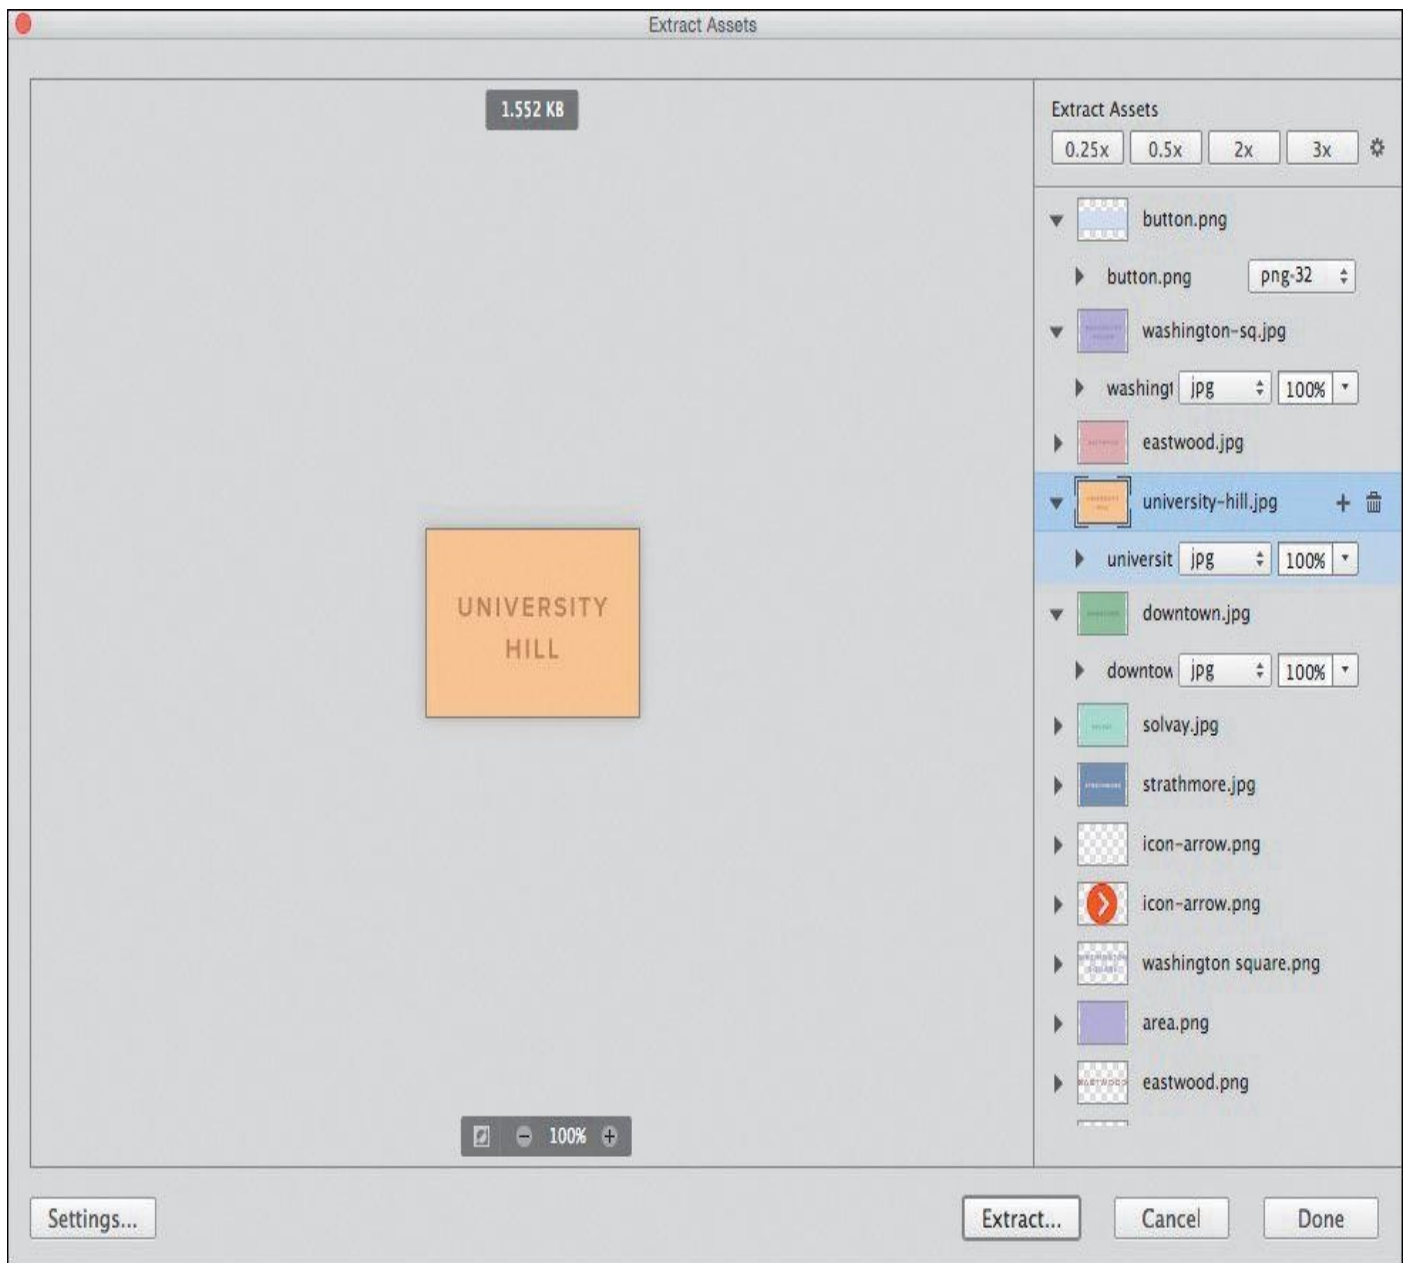 Extract Assets
1.552 KB
UNIVERSITY
HILL
100%
Extract Assets
0.25x 0.5x 2x 3x
button.png
button.png png-32
washington-sq.jpg
washingt jpg 100%
eastwood.jpg
university-hill.jpg
universit jpg 100%
downtown.jpg
downtow jpg 100%
solvay.jpg
strathmore.jpg
icon-arrow.png
icon-arrow.png
washington square.png
area.png
EASTWOOD eastwood.png
Settings... Extract... Cancel Done